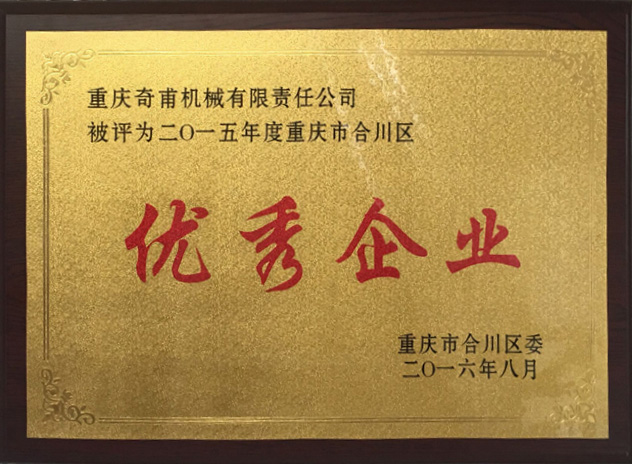 重庆奇甫机械有限责任公司
被评为二〇一五年度重庆市合川区
优秀企业
重庆市合川区委
二〇一六年八月